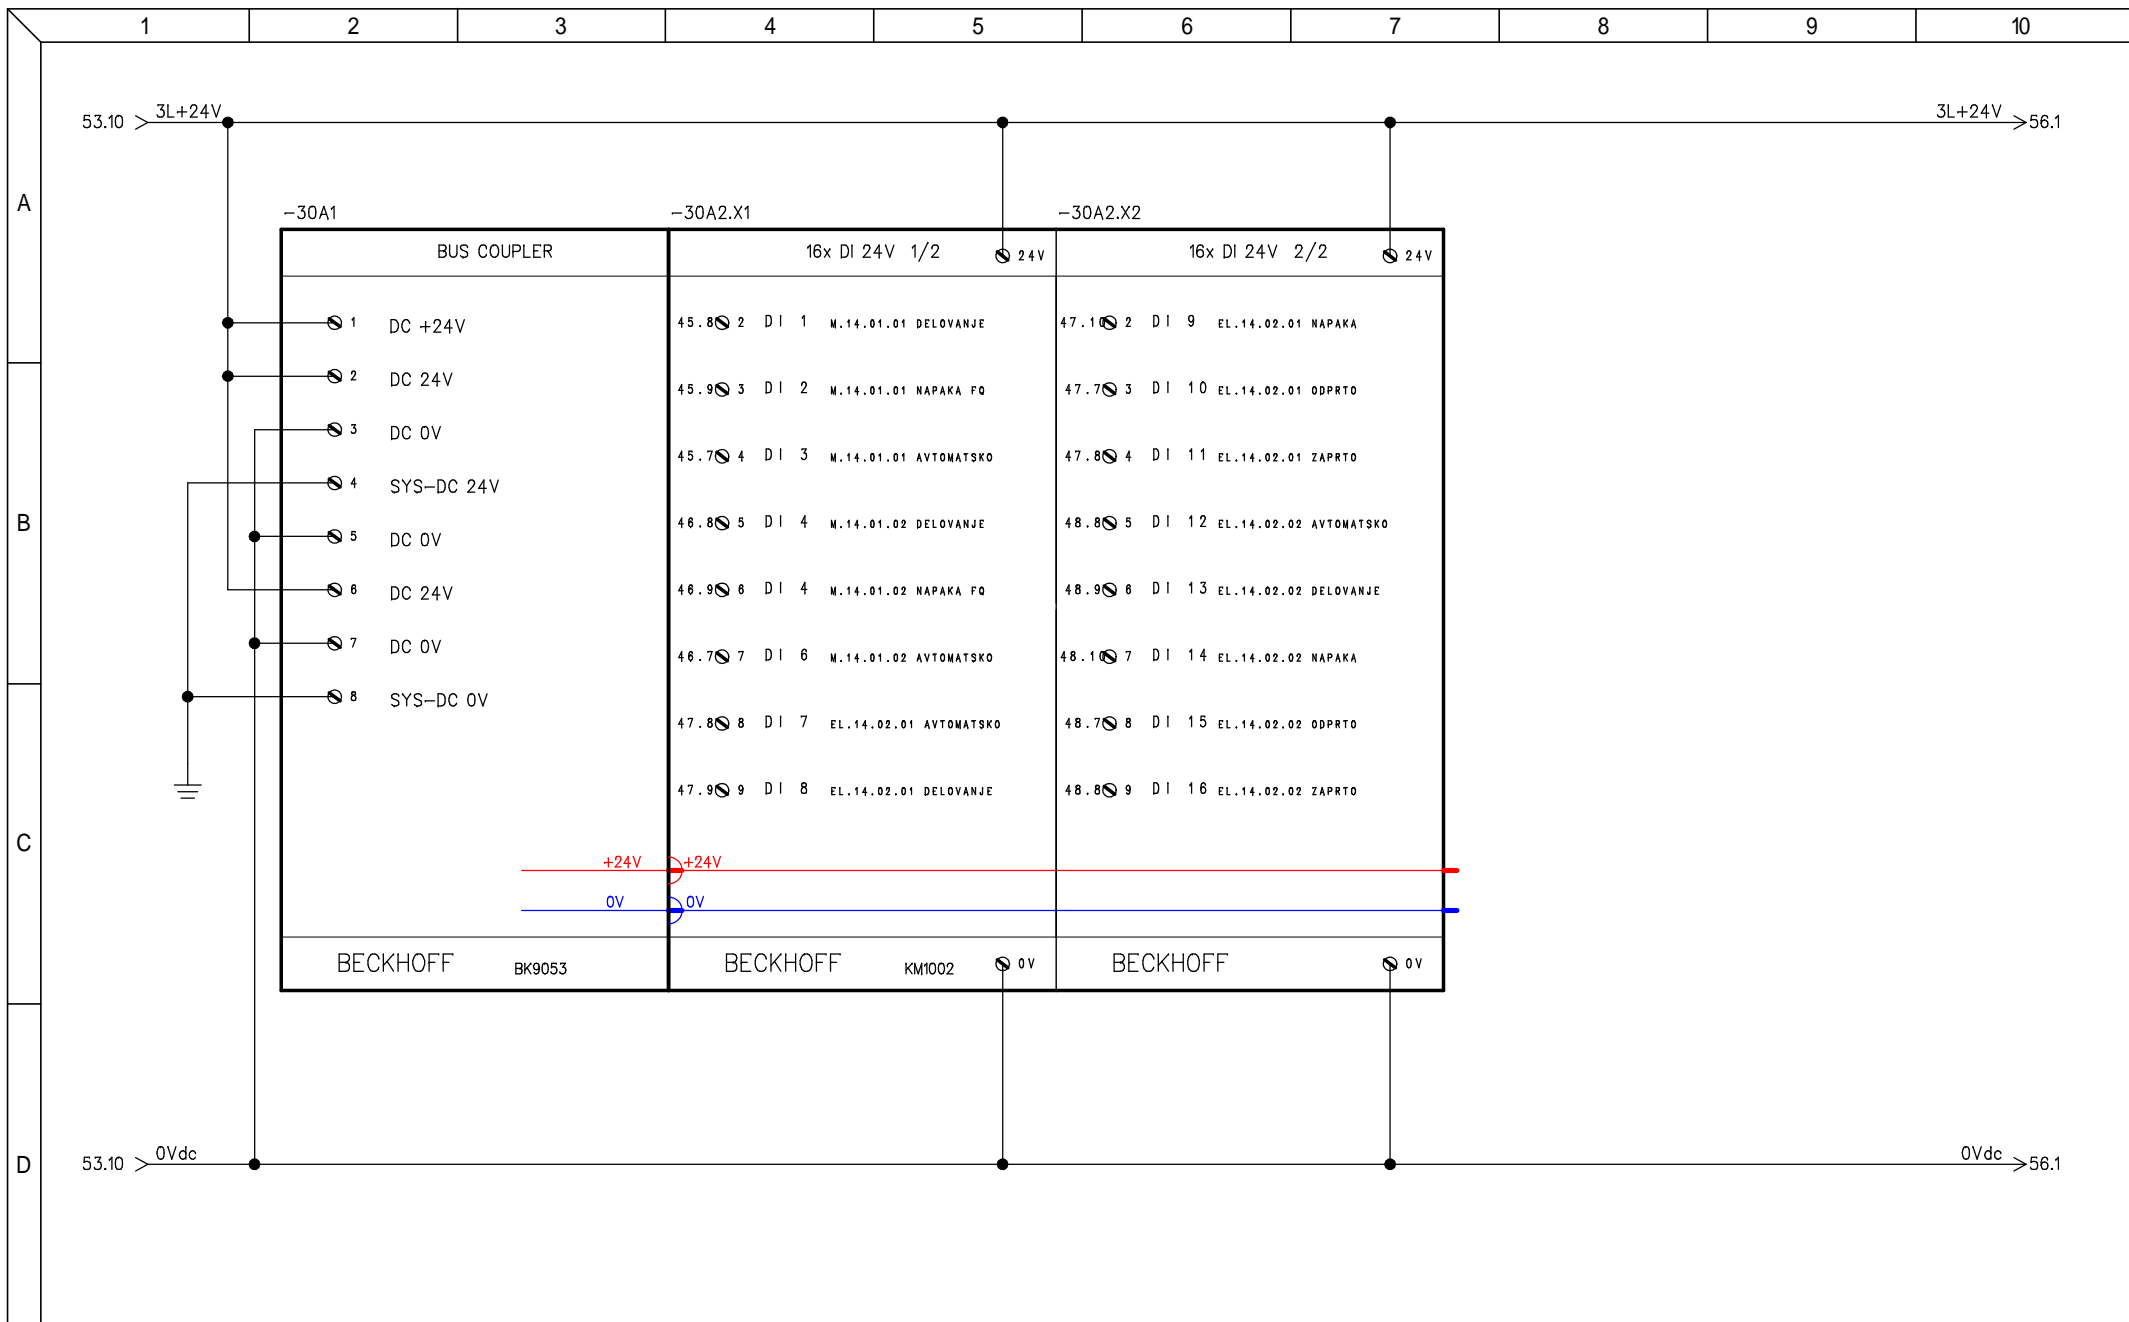 1 2 3 4 5 6 7 8 9 10
53.10 3L+24V 3L+24V 56.1
A
-30A1 -30A2.X1 -30A2.X2
BUS COUPLER 16x DI 24V 1/2 24V 16x DI 24V 2/2 24V
1 DC +24V 45.8 2 DI 1 M.14.01.01 DELOVANJE 47.10 2 DI 9 EL.14.02.01 NAPAKA
2 DC 24V 45.9 3 DI 2 M.14.01.01 NAPAKA FQ 47.7 3 DI 10 EL.14.02.01 ODPRTO
3 DC 0V 45.7 4 DI 3 M.14.01.01 AVTOMATSKO 47.8 4 DI 11 EL.14.02.01 ZAPRTO
4 SYS-DC 24V
B
46.8 5 DI 4 M.14.01.02 DELOVANJE 48.8 5 DI 12 EL.14.02.02 AVTOMATSKO
5 DC 0V
6 DC 24V 46.9 6 DI 4 M.14.01.02 NAPAKA FQ 48.9 6 DI 13 EL.14.02.02 DELOVANJE
7 DC 0V 46.7 7 DI 6 M.14.01.02 AVTOMATSKO 48.10 7 DI 14 EL.14.02.02 NAPAKA
8 SYS-DC 0V 47.8 8 DI 7 EL.14.02.01 AVTOMATSKO 48.7 8 DI 15 EL.14.02.02 ODPRTO
47.9 9 DI 8 EL.14.02.01 DELOVANJE 48.8 9 DI 16 EL.14.02.02 ZAPRTO
C
+24V +24V
0V 0V
BECKHOFF BK9053 BECKHOFF KM1002 0V BECKHOFF 0V
D
53.10 0Vdc 0Vdc 56.1